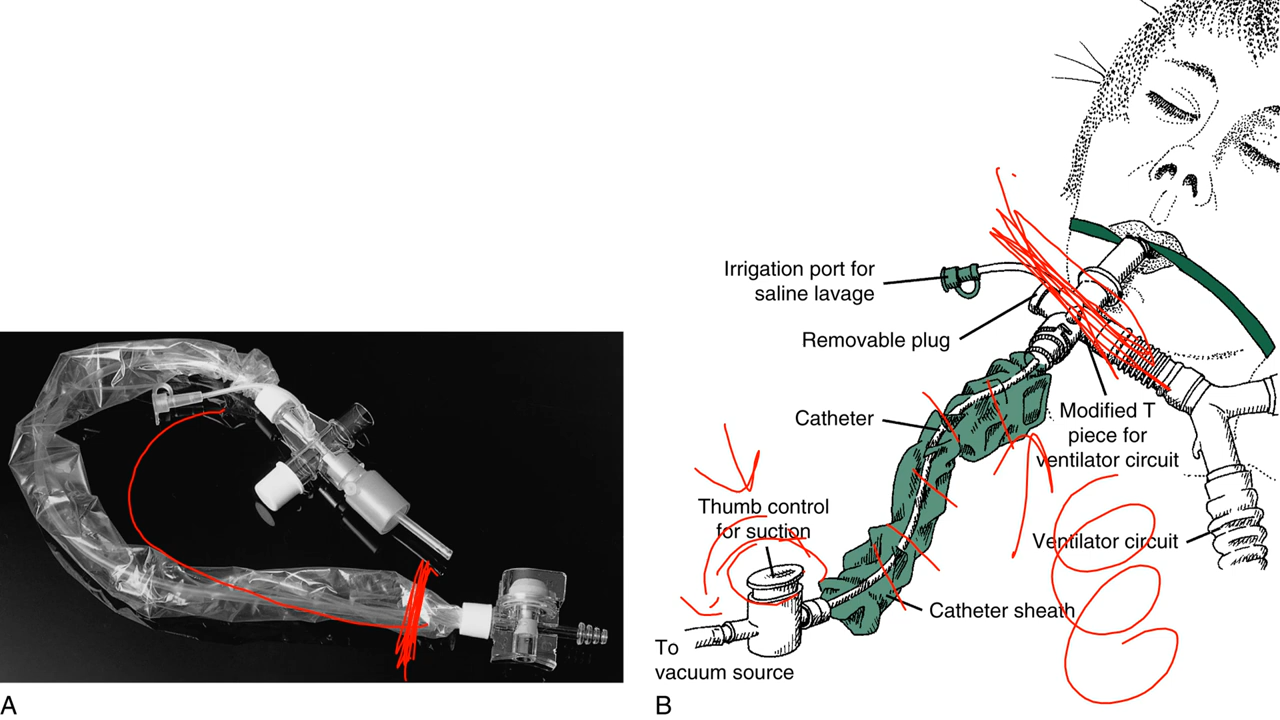 Irrigation port for
saline lavage
Removable plug
Catheter
Modified T
piece for
ventilator circuit
Thumb control
for suction
Ventilator circuit
Catheter sheath
To
vacuum source
A
B